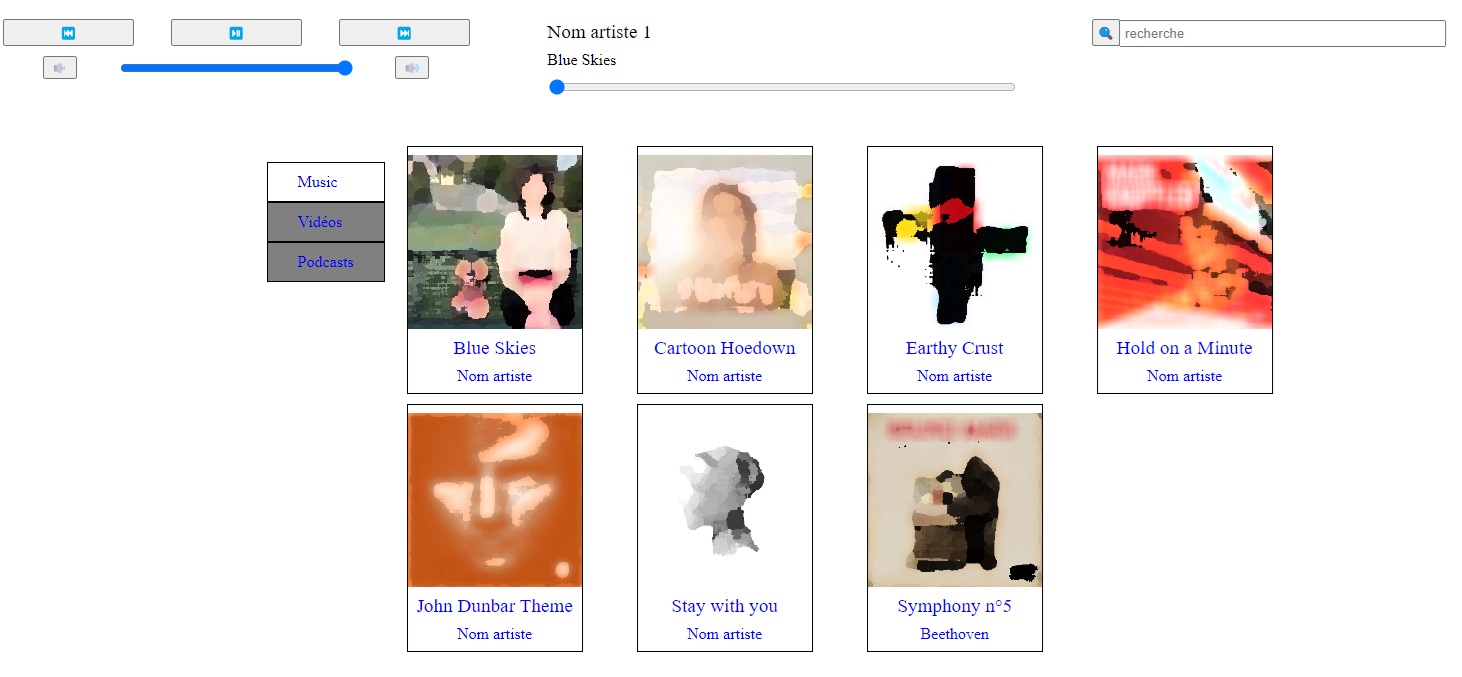 Nom artiste 1
Blue Skies
recherche
Music
Vidéos
Podcasts
Blue Skies
Nom artiste
Cartoon Hoedown
Nom artiste
Earthy Crust
Nom artiste
Hold on a Minute
Nom artiste
John Dunbar Theme
Nom artiste
Stay with you
Nom artiste
Symphony n°5
Beethoven